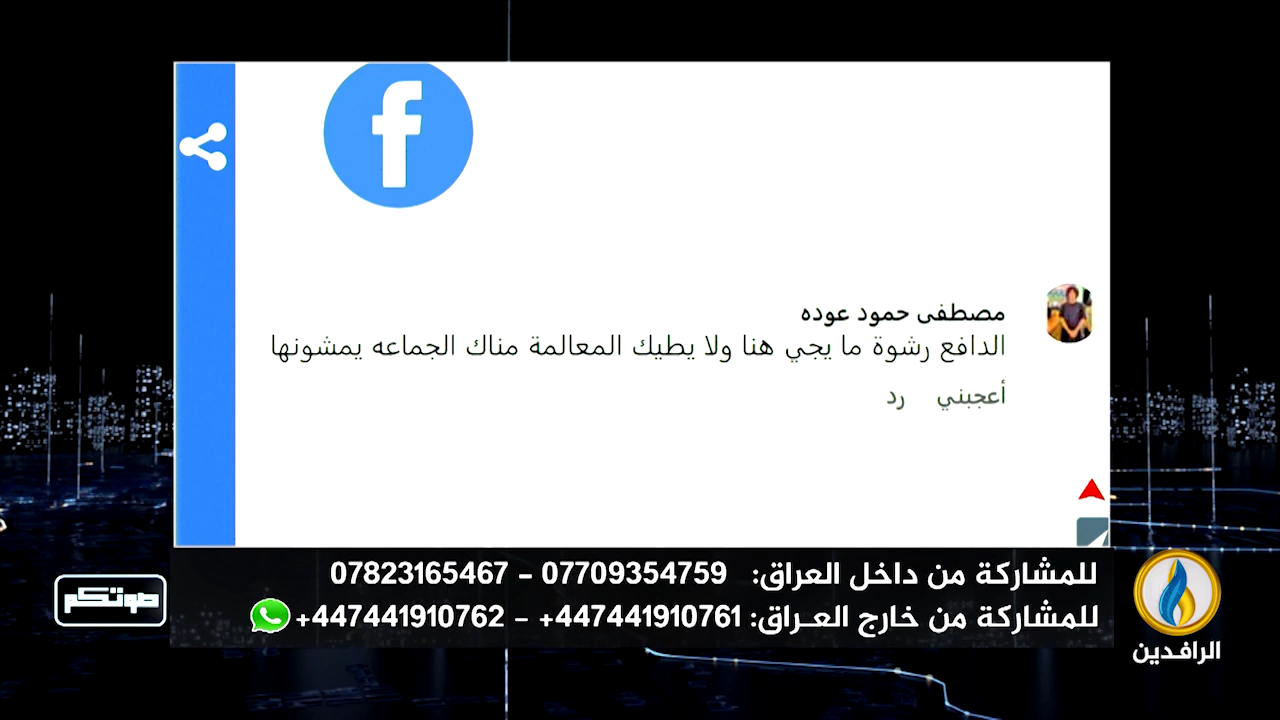 f
مصطفى حمود عوده
الدافع رشوة ما يجي هنا ولا يطيك المعالمة مناك الجماعه يمشونها
أعجبني رد
للمشاركة من داخل العراق: 07709354759 - 07823165467
للمشاركة من خارج العـراق: 447441910761+ - 447441910762+
صوتكم
الرافدين